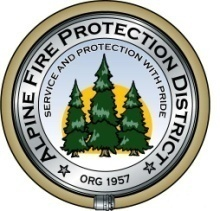 ALPINE FIRE PROTECTION DISTRICT
SERVICE AND PROTECTION WITH PRIDE
ORG 1957